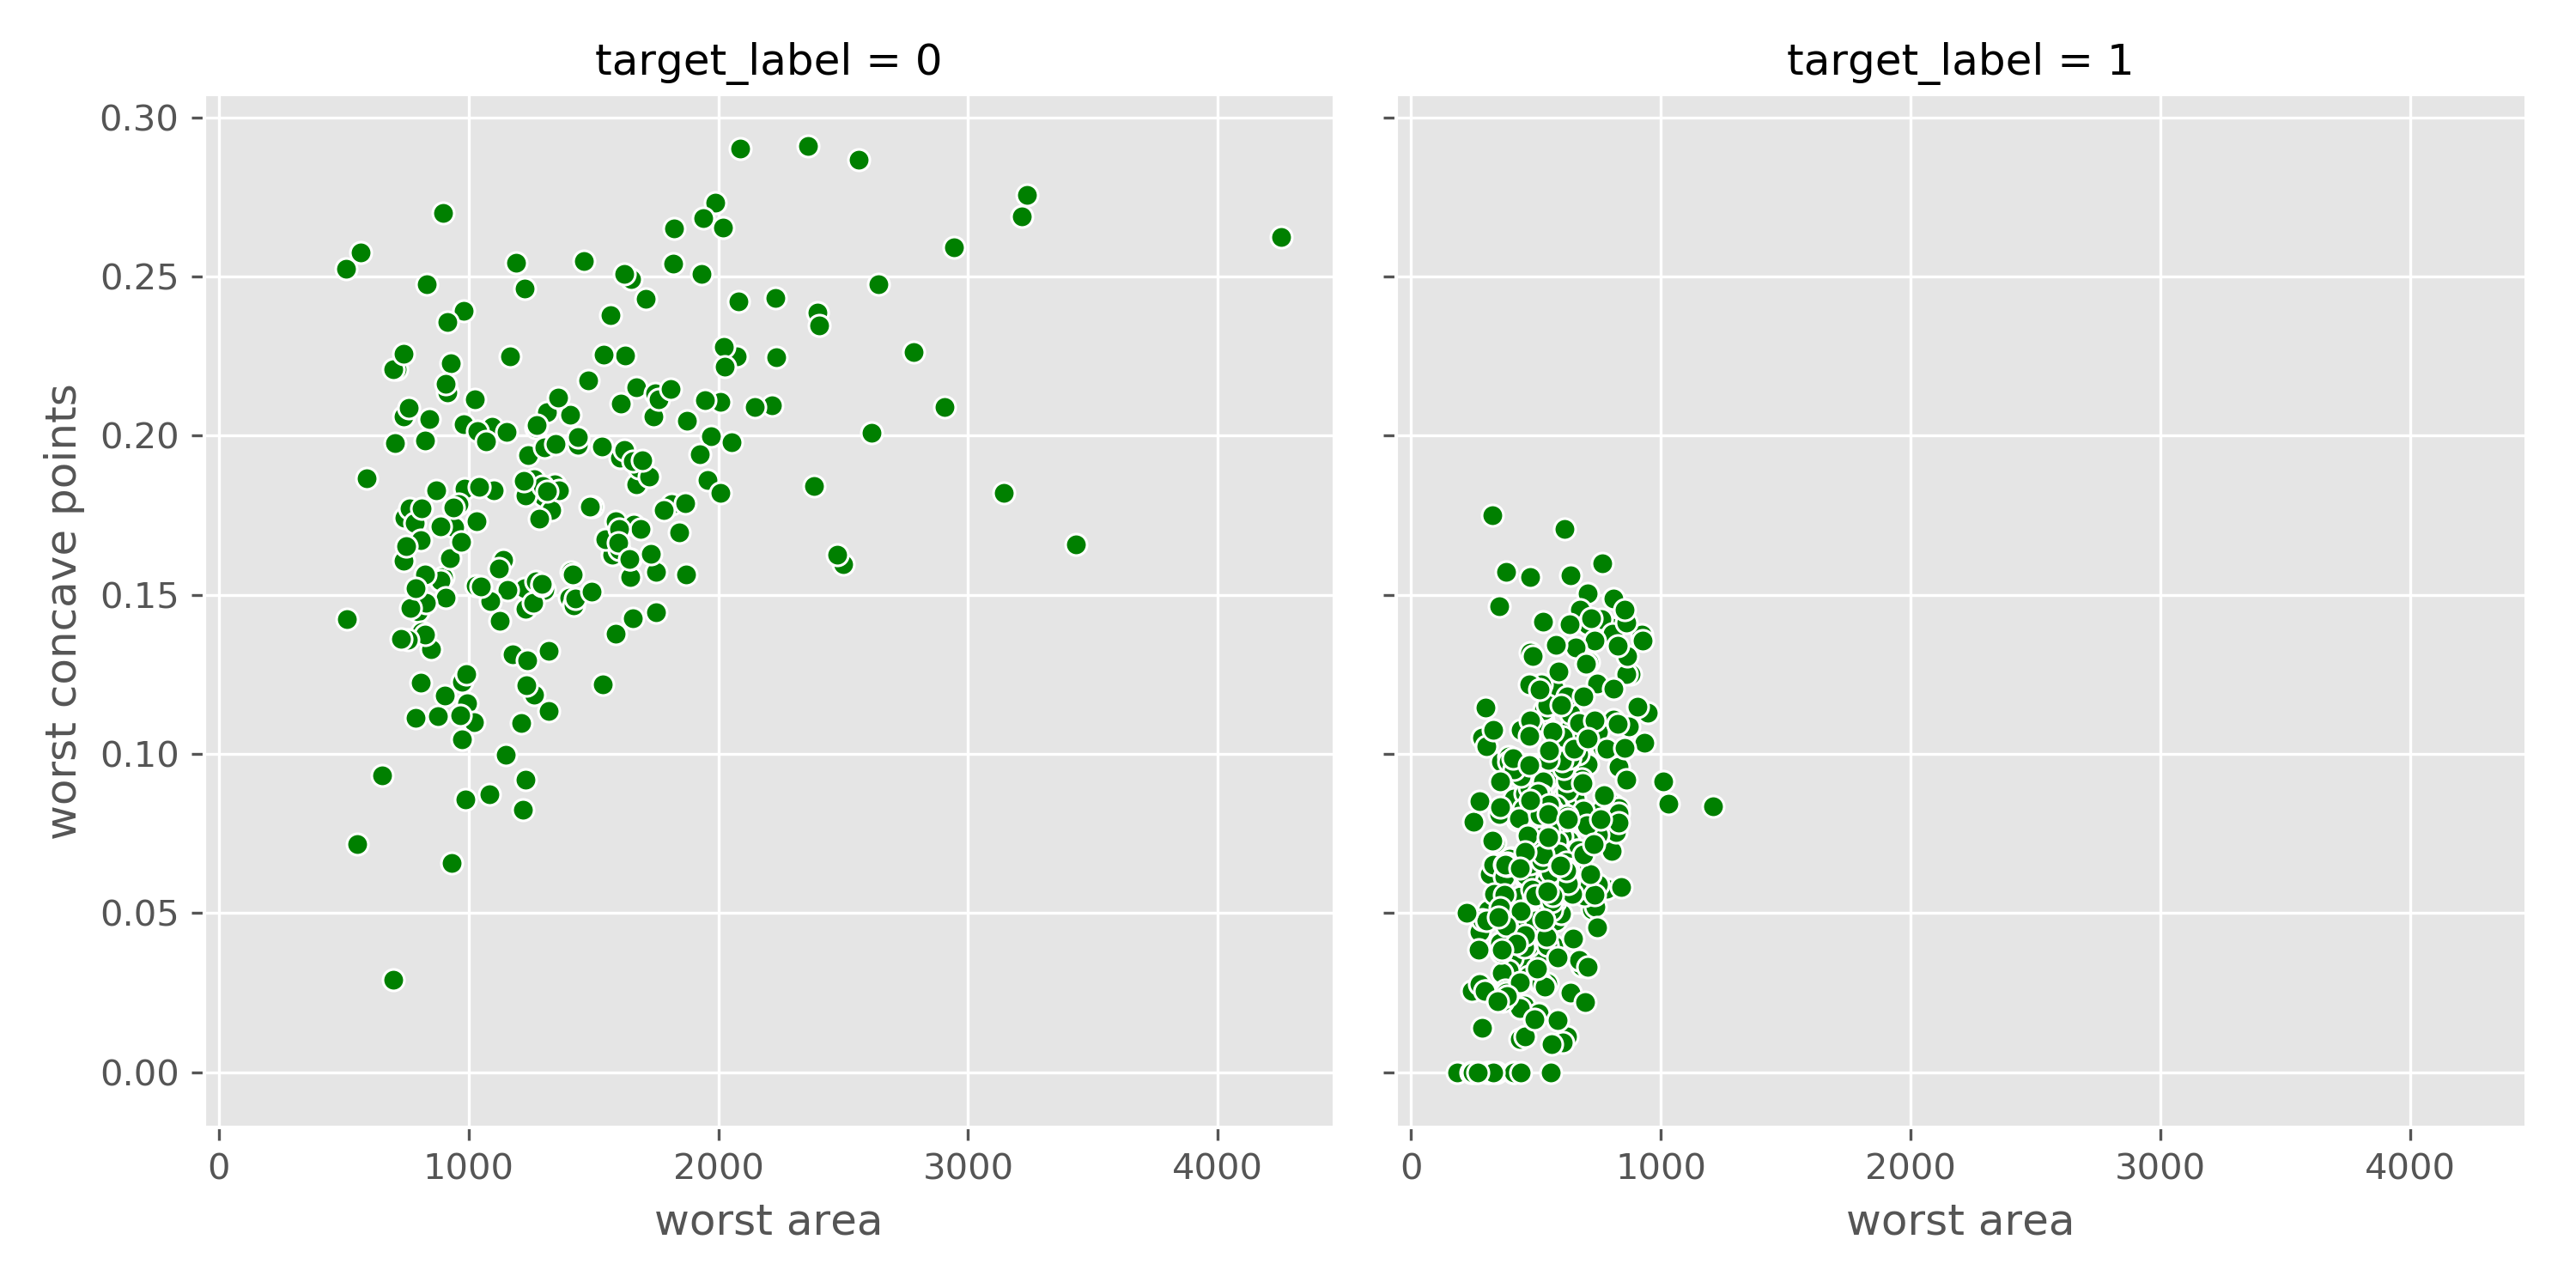 target_label = 0
target_label = 1
worst concave points
0.30
0.25
0.20
0.15
0.10
0.05
0.00
0 1000 2000 3000 4000
0 1000 2000 3000 4000
worst area
worst area